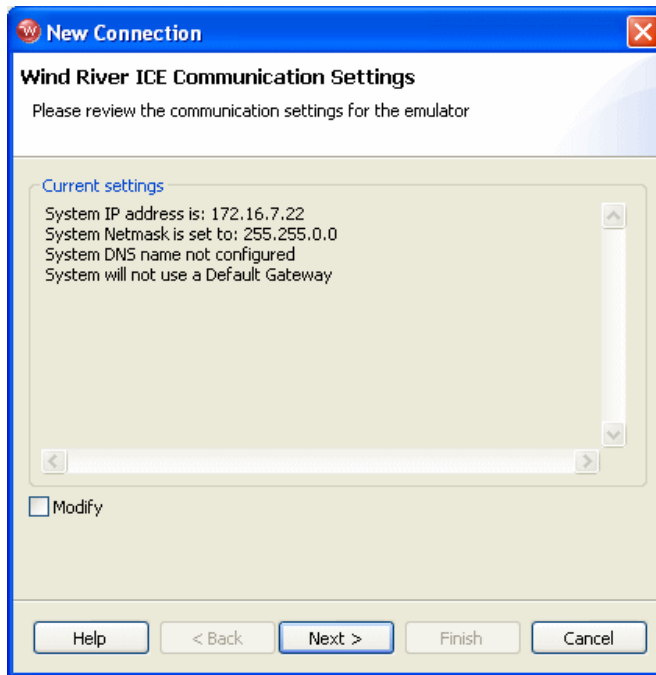 New Connection
Wind River ICE Communication Settings
Please review the communication settings for the emulator
Current settings
System IP address is: 172.16.7.22
System Netmask is set to: 255.255.0.0
System DNS name not configured
System will not use a Default Gateway
Modify
Help < Back Next > Finish Cancel